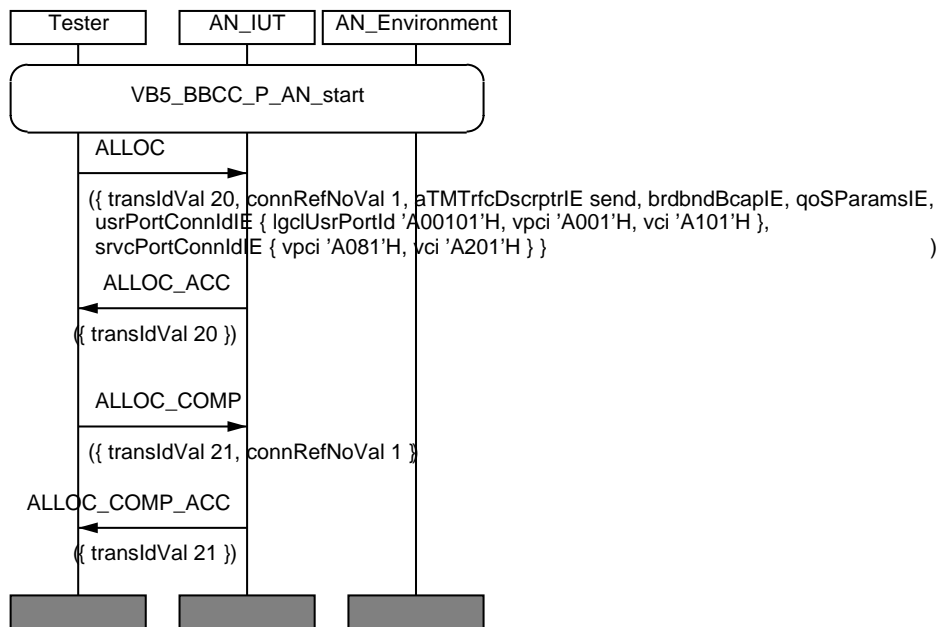 Tester AN_IUT AN_Environment
VB5_BBCC_P_AN_start
ALLOC
({ transIdVal 20, connRefNoVal 1, aTMTrfcDscrptrIE send, brdbndBcapIE, qoSParamsIE,
usrPortConnIdIE { lgclUsrPortId 'A00101'H, vpci 'A001'H, vci 'A101'H },
srvcPortConnIdIE { vpci 'A081'H, vci 'A201'H } } )
ALLOC_ACC
({ transIdVal 20 })
ALLOC_COMP
({ transIdVal 21, connRefNoVal 1 }
ALLOC_COMP_ACC
({ transIdVal 21 })